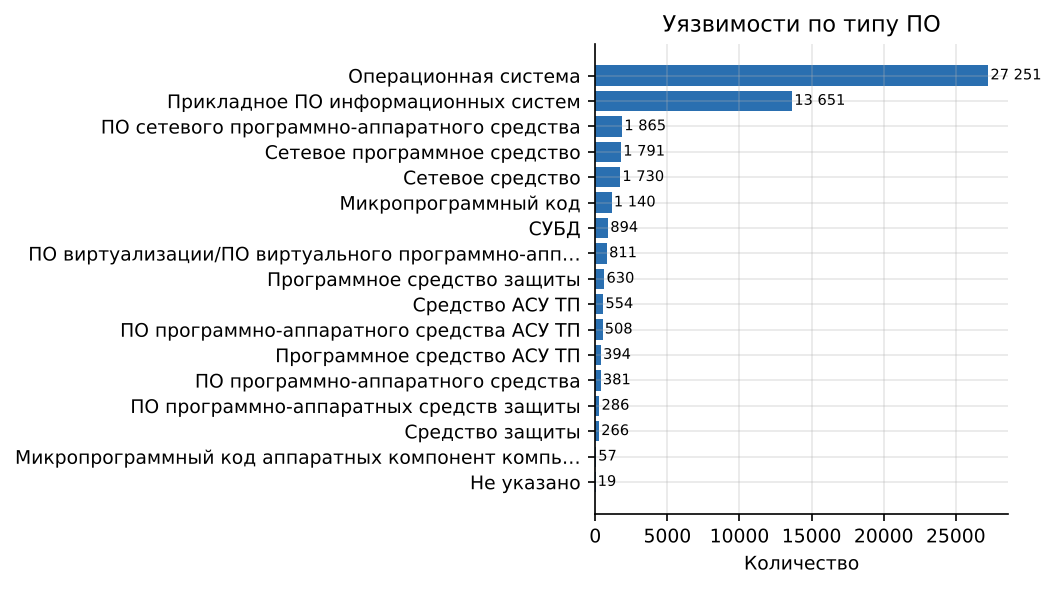 Уязвимости по типу ПО
Операционная система 27 251
Прикладное ПО информационных систем 13 651
ПО сетевого программно-аппаратного средства 1 865
Сетевое программное средство 1 791
Сетевое средство 1 730
Микропрограммный код 1 140
СУБД 894
ПО виртуализации/ПО виртуального программно-апп… 811
Программное средство защиты 630
Средство АСУ ТП 554
ПО программно-аппаратного средства АСУ ТП 508
Программное средство АСУ ТП 394
ПО программно-аппаратного средства 381
ПО программно-аппаратных средств защиты 286
Средство защиты 266
Микропрограммный код аппаратных компонент компь… 57
Не указано 19
0 5000 10000 15000 20000 25000
Количество